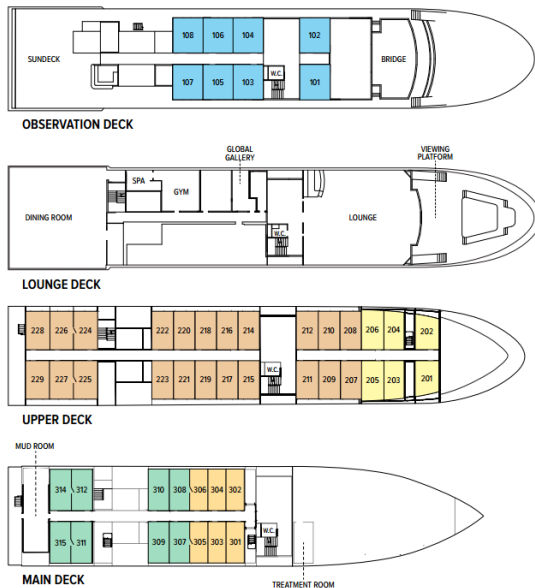 108 106 104 102
SUNDECK
BRIDGE
W.C.
107 105 103 101
OBSERVATION DECK
GLOBAL
GALLERY
VIEWING
PLATFORM
SPA
GYM
DINING ROOM
LOUNGE
W.C.
LOUNGE DECK
228 226 224 222 220 218 216 214 212 210 208 206 204 202
W.C.
229 227 225 223 221 219 217 215 211 209 207 205 203 201
UPPER DECK
MUD ROOM
314 312 310 308 306 304 302
W.C.
315 311 309 307 305 303 301
MAIN DECK
TREATMENT ROOM